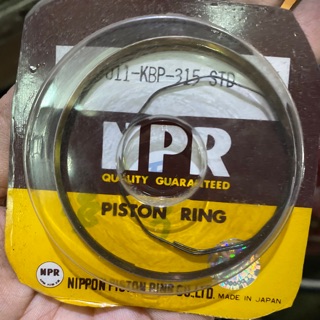 011-KBP-315 STD.
NPR
QUALITY GUARANTEED
PISTON RING
NPR
NIPPON PISTON RING CO.,LTD. MADE IN JAPAN